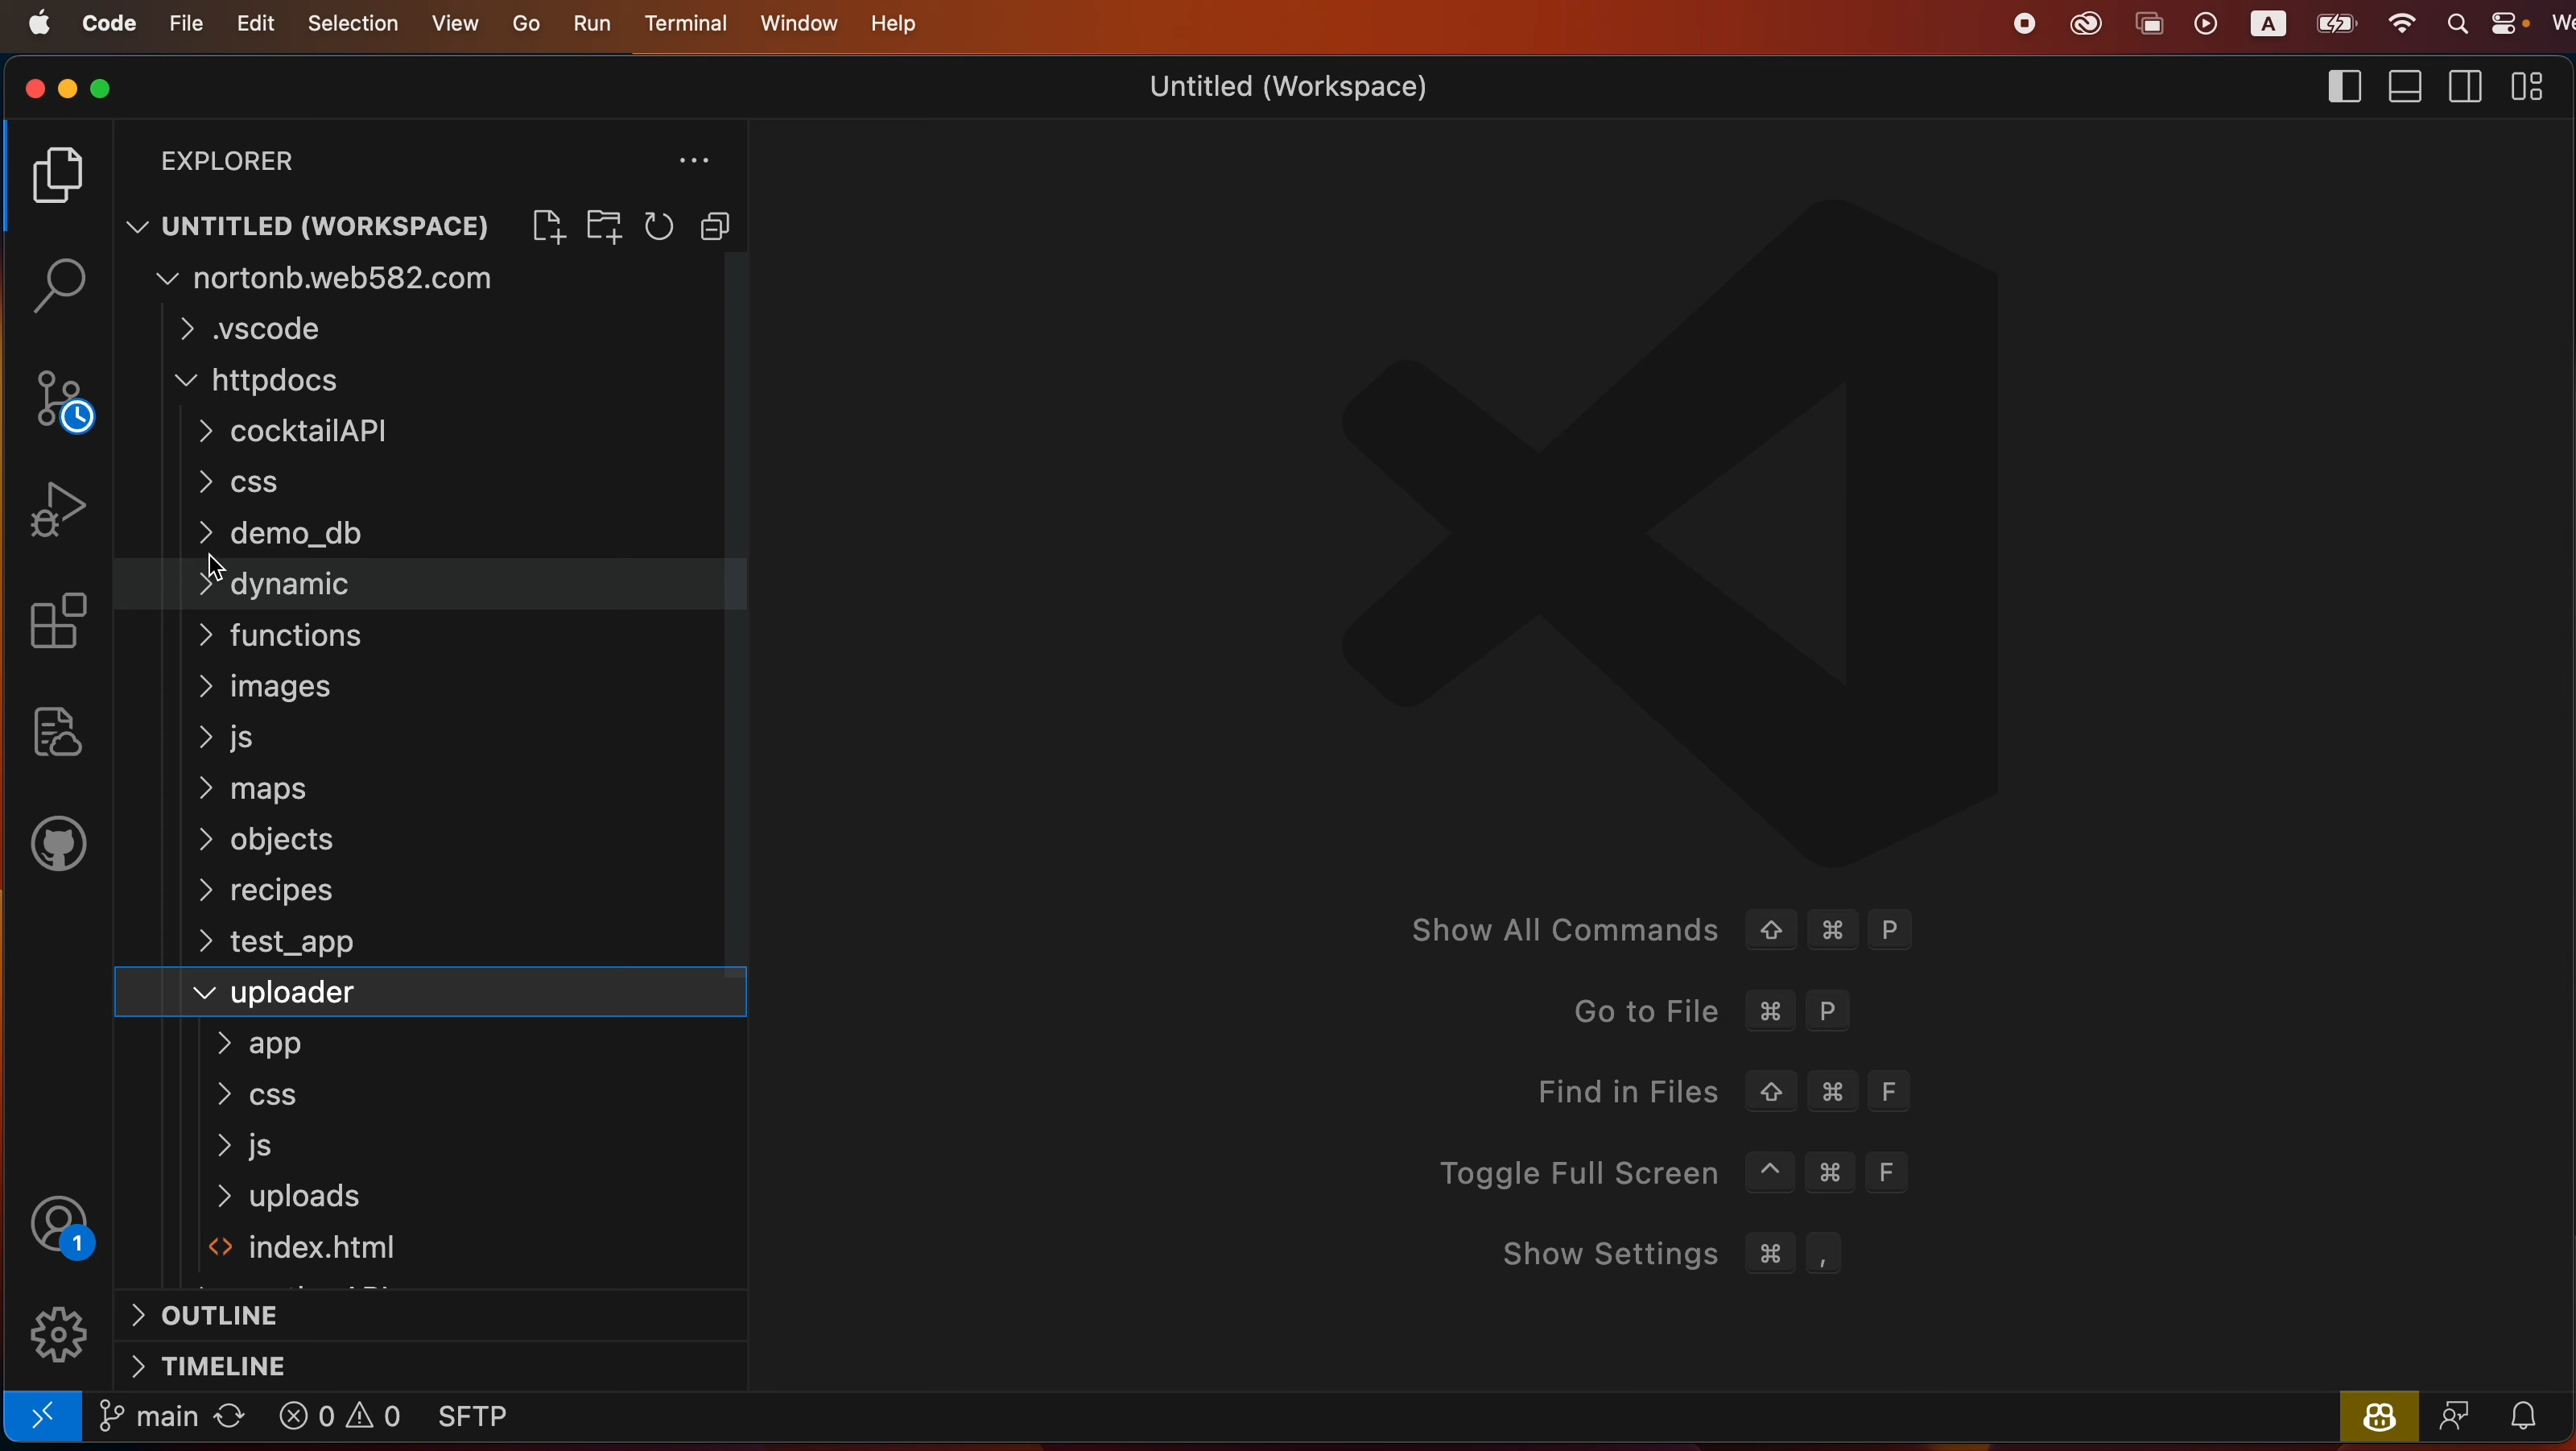 Code File Edit Selection View Go Run Terminal Window Help A We
Untitled (Workspace)
EXPLORER
UNTITLED (WORKSPACE)
nortonb.web582.com
.vscode
httpdocs
cocktailAPI
css
demo_db
dynamic
functions
images
js
maps
objects
recipes
test_app
uploader
app
css
js
uploads
<> index.html
OUTLINE
TIMELINE
Show All Commands ⇧ ⌘ P
Go to File ⌘ P
Find in Files ⇧ ⌘ F
Toggle Full Screen ^ ⌘ F
Show Settings ⌘ ,
1
main 0 0 SFTP